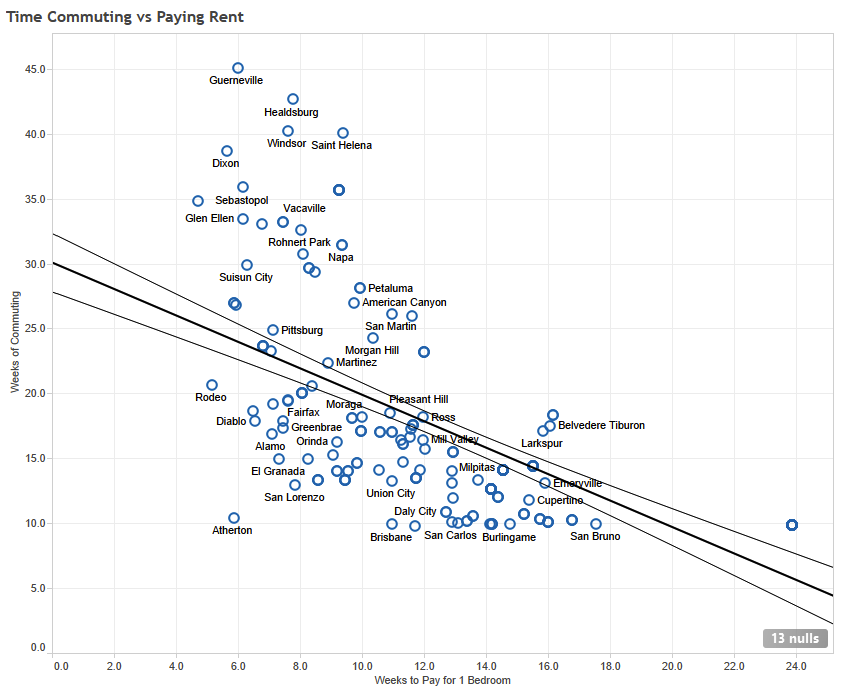 Time Commuting vs Paying Rent
45.0
Guerneville
Healdsburg
40.0
Windsor
Saint Helena
Dixon
35.0
Sebastopol
Vacaville
Glen Ellen
Rohnert Park
Napa
30.0
Suisun City
Petaluma
American Canyon
San Martin
25.0
Pittsburg
Morgan Hill
Martinez
20.0
Rodeo
Pleasant Hill
Moraga
Fairfax
Ross
Diablo
Greenbrae
Belvedere Tiburon
Alamo
Orinda
Mill Valley
Larkspur
15.0
El Granada
Milpitas
Emeryville
San Lorenzo
Union City
Cupertino
Daly City
10.0
Atherton
Brisbane
San Carlos
Burlingame
San Bruno
5.0
0.0
13 nulls
Weeks of Commuting
0.0 2.0 4.0 6.0 8.0 10.0 12.0 14.0 16.0 18.0 20.0 22.0 24.0
Weeks to Pay for 1 Bedroom